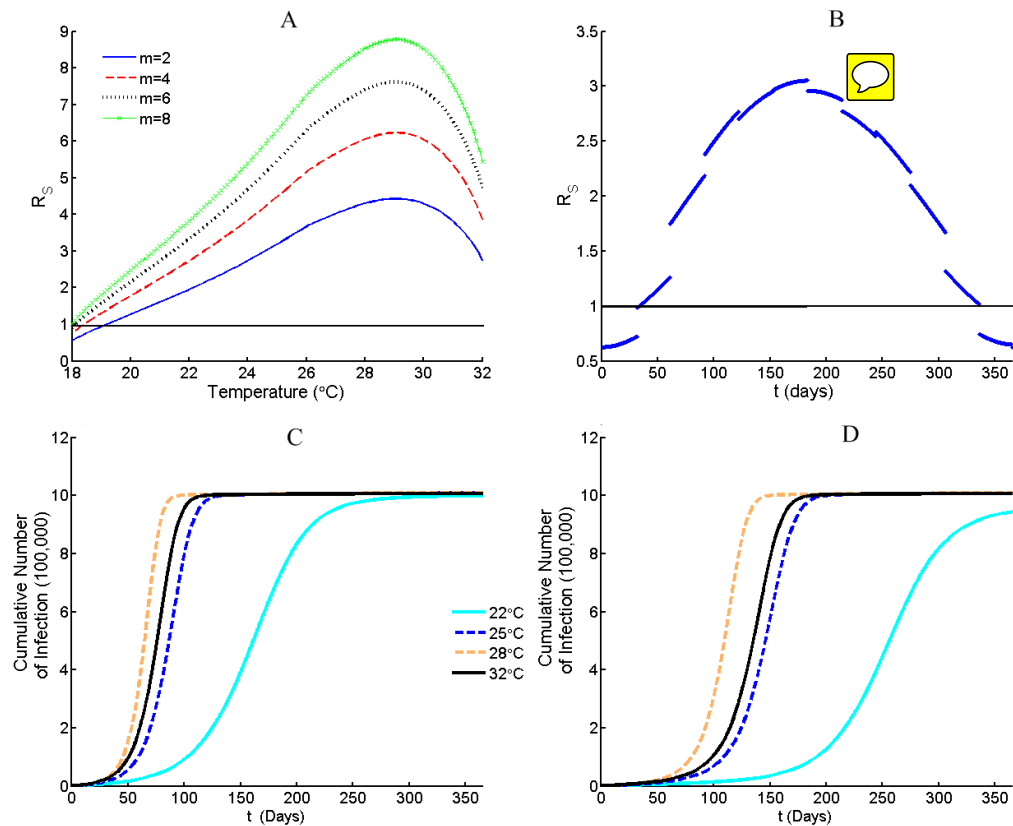 A
9
8
7
6
5
4
3
2
1
0
R_S
m=2
m=4
m=6
m=8
18 20 22 24 26 28 30 32
Temperature (°C)
B
3.5
3
2.5
2
1.5
1
0.5
R_S
0 50 100 150 200 250 300 350
t (days)
C
12
10
8
6
4
2
0
Cumulative Number
of Infection (100,000)
0 50 100 150 200 250 300 350
t (Days)
22°C
25°C
28°C
32°C
D
12
10
8
6
4
2
0
Cumulative Number
of Infection (100,000)
0 50 100 150 200 250 300 350
t (Days)